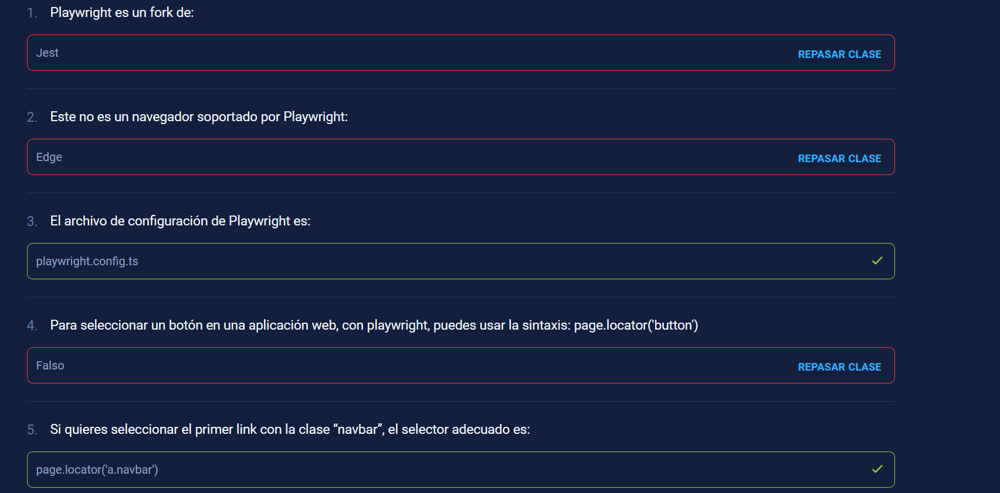 1. Playwright es un fork de:
Jest REPASAR CLASE
2. Este no es un navegador soportado por Playwright:
Edge REPASAR CLASE
3. El archivo de configuración de Playwright es:
playwright.config.ts
4. Para seleccionar un botón en una aplicación web, con playwright, puedes usar la sintaxis: page.locator('button')
Falso REPASAR CLASE
5. Si quieres seleccionar el primer link con la clase “navbar”, el selector adecuado es:
page.locator('a.navbar')